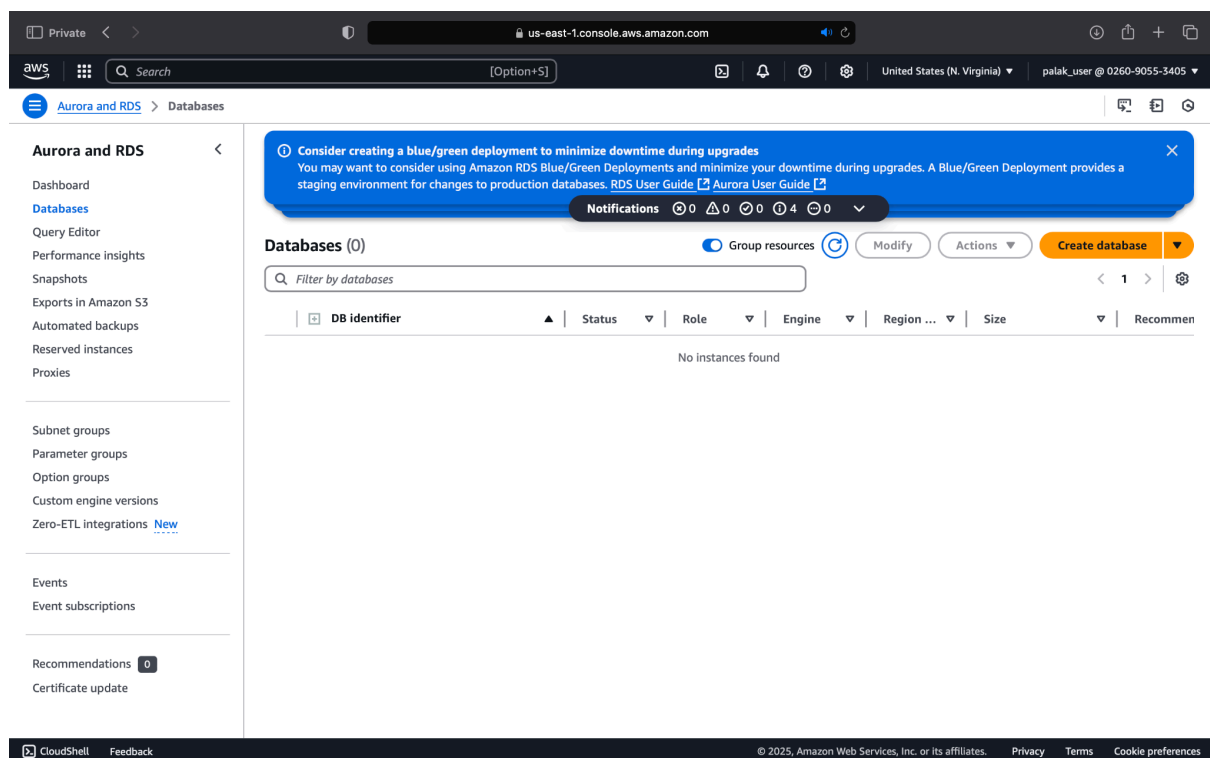 Private
us-east-1.console.aws.amazon.com
aws
Search
[Option+S]
United States (N. Virginia)
palak_user @ 0260-9055-3405
Aurora and RDS > Databases
Aurora and RDS
Dashboard
Databases
Query Editor
Performance insights
Snapshots
Exports in Amazon S3
Automated backups
Reserved instances
Proxies
Subnet groups
Parameter groups
Option groups
Custom engine versions
Zero-ETL integrations New
Events
Event subscriptions
Recommendations 0
Certificate update
Consider creating a blue/green deployment to minimize downtime during upgrades
You may want to consider using Amazon RDS Blue/Green Deployments and minimize your downtime during upgrades. A Blue/Green Deployment provides a
staging environment for changes to production databases. RDS User Guide Aurora User Guide
Notifications 0 0 0 4 0
Databases (0)
Group resources
Modify
Actions
Create database
Filter by databases
1
DB identifier
Status
Role
Engine
Region ...
Size
Recommen
No instances found
CloudShell
Feedback
© 2025, Amazon Web Services, Inc. or its affiliates.
Privacy
Terms
Cookie preferences